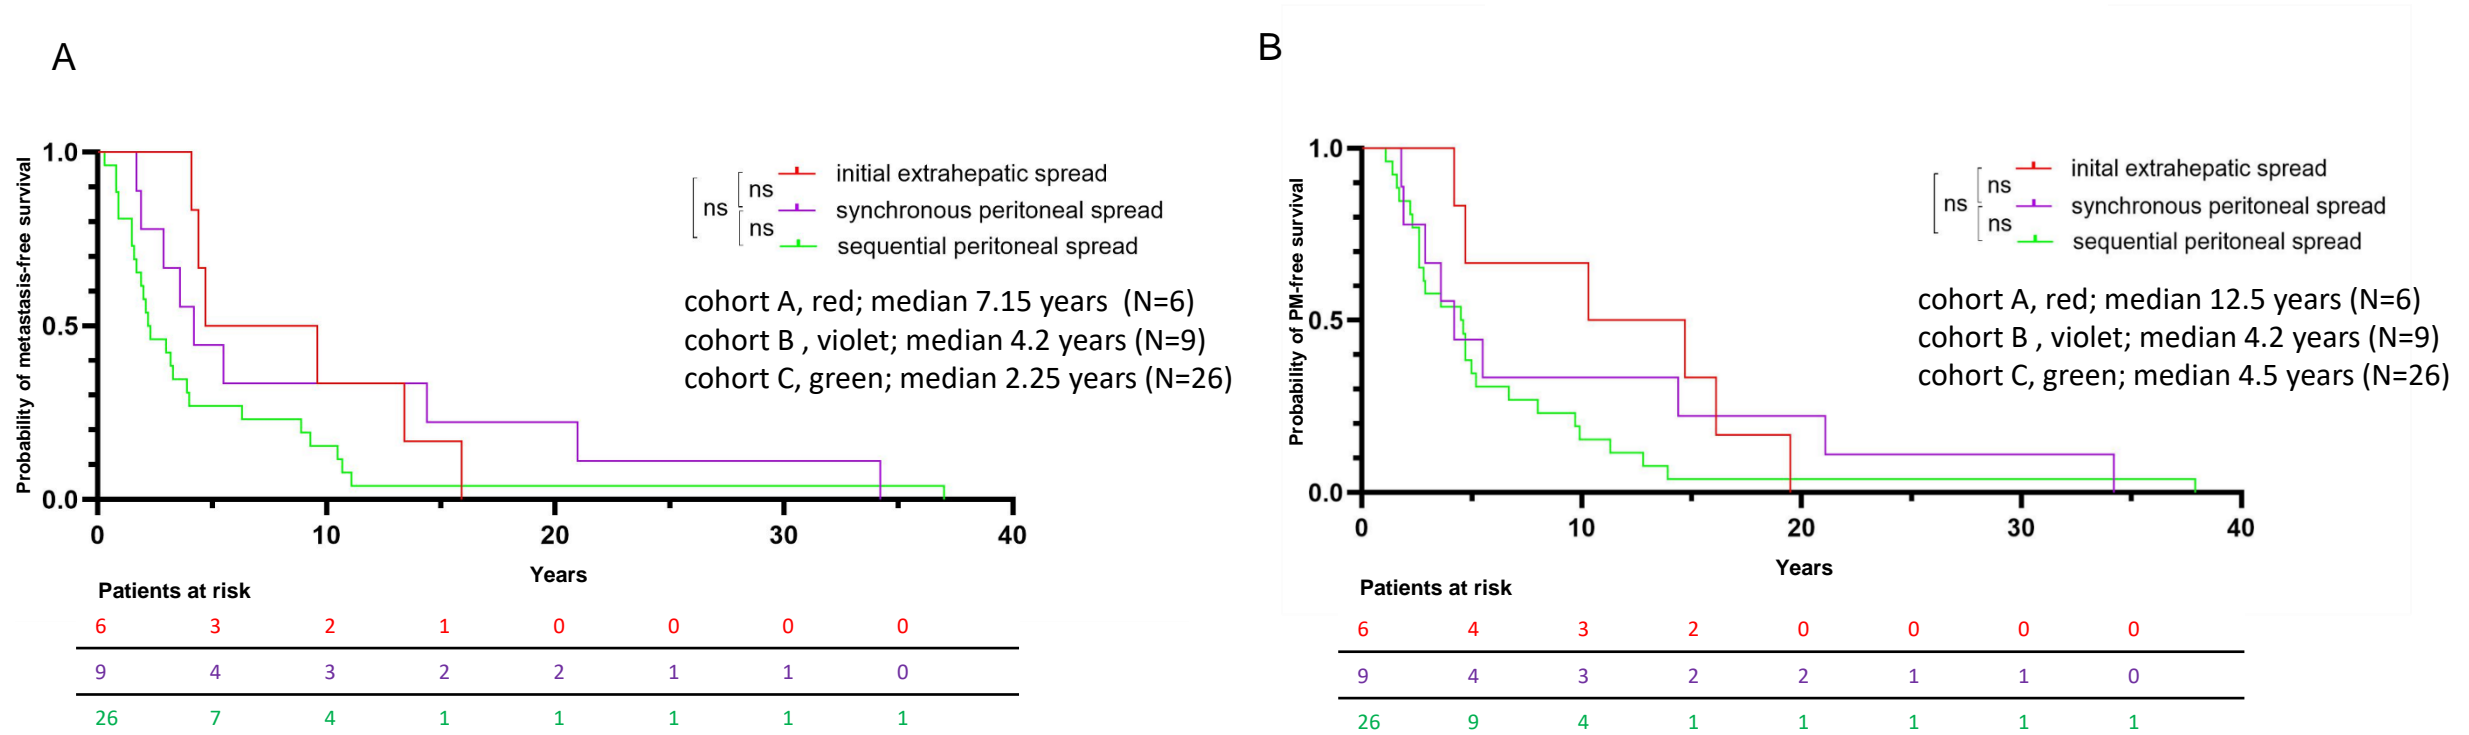 A
Probability of metastasis-free survival
1.0
0.5
0.0
0 10 20 30 40
Years
ns
ns
ns
initial extrahepatic spread
synchronous peritoneal spread
sequential peritoneal spread
cohort A, red; median 7.15 years (N=6)
cohort B , violet; median 4.2 years (N=9)
cohort C, green; median 2.25 years (N=26)
Patients at risk
6 3 2 1 0 0 0 0
9 4 3 2 2 1 1 0
26 7 4 1 1 1 1 1
B
Probability of PM-free survival
1.0
0.5
0.0
0 10 20 30 40
Years
ns
ns
ns
inital extrahepatic spread
synchronous peritoneal spread
sequential peritoneal spread
cohort A, red; median 12.5 years (N=6)
cohort B , violet; median 4.2 years (N=9)
cohort C, green; median 4.5 years (N=26)
Patients at risk
6 4 3 2 0 0 0 0
9 4 3 2 2 1 1 0
26 9 4 1 1 1 1 1